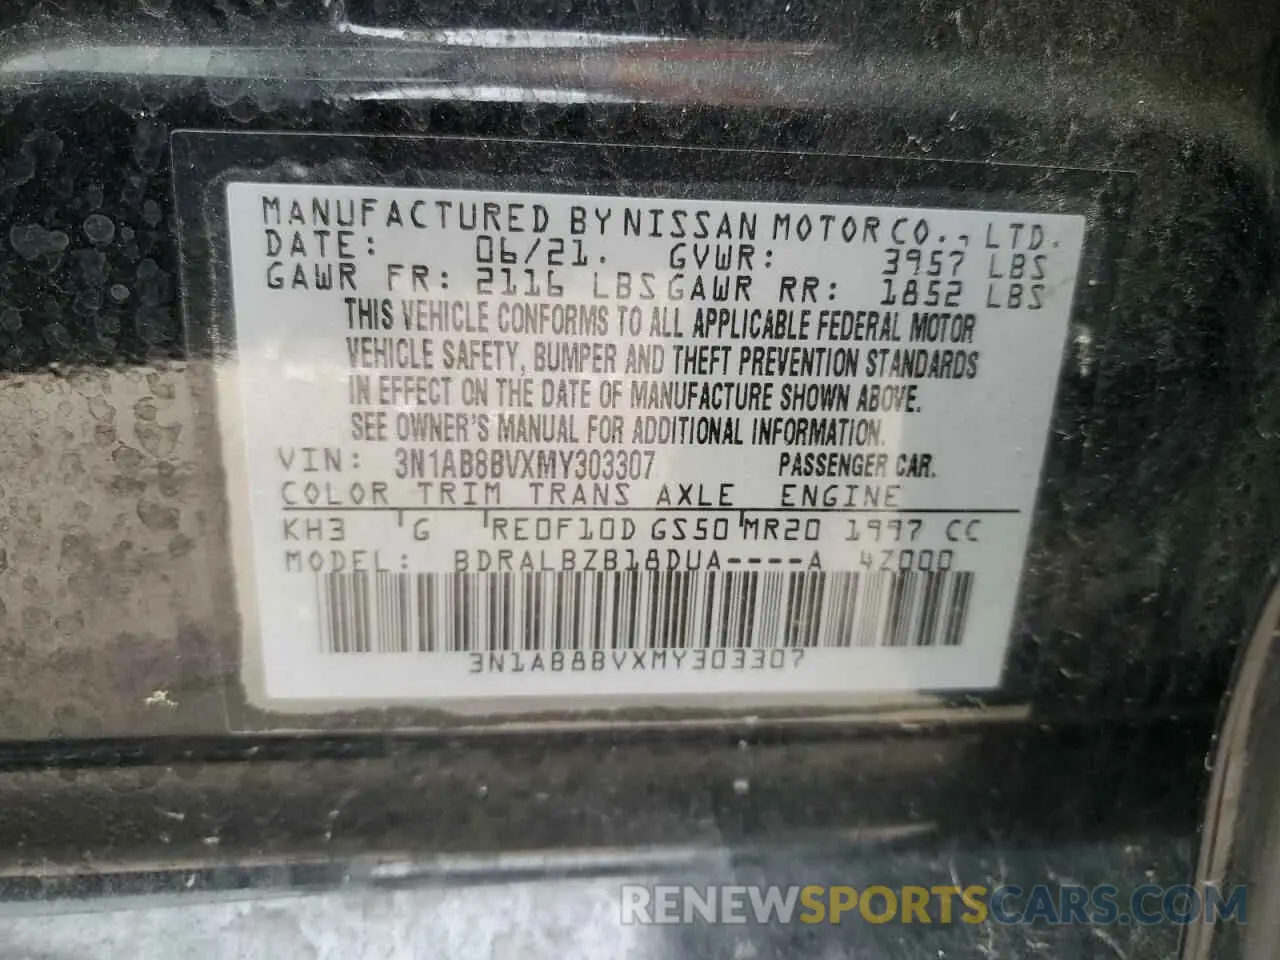 MANUFACTURED BY NISSAN MOTOR CO., LTD.
DATE: 06/21. GVWR: 3957 LBS
GAWR FR: 2116 LBS GAWR RR: 1852 LBS
THIS VEHICLE CONFORMS TO ALL APPLICABLE FEDERAL MOTOR
VEHICLE SAFETY, BUMPER AND THEFT PREVENTION STANDARDS
IN EFFECT ON THE DATE OF MANUFACTURE SHOWN ABOVE.
SEE OWNER'S MANUAL FOR ADDITIONAL INFORMATION.
VIN: 3N1AB8BVXMY303307 PASSENGER CAR.
COLOR TRIM TRANS AXLE ENGINE
KH3 G RE0F10D GS50 MR20 1997 CC
MODEL: BDRALBZB18DUA----A 4Z000
3N1AB8BVXMY303307
RENEWSPORTSCARS.COM